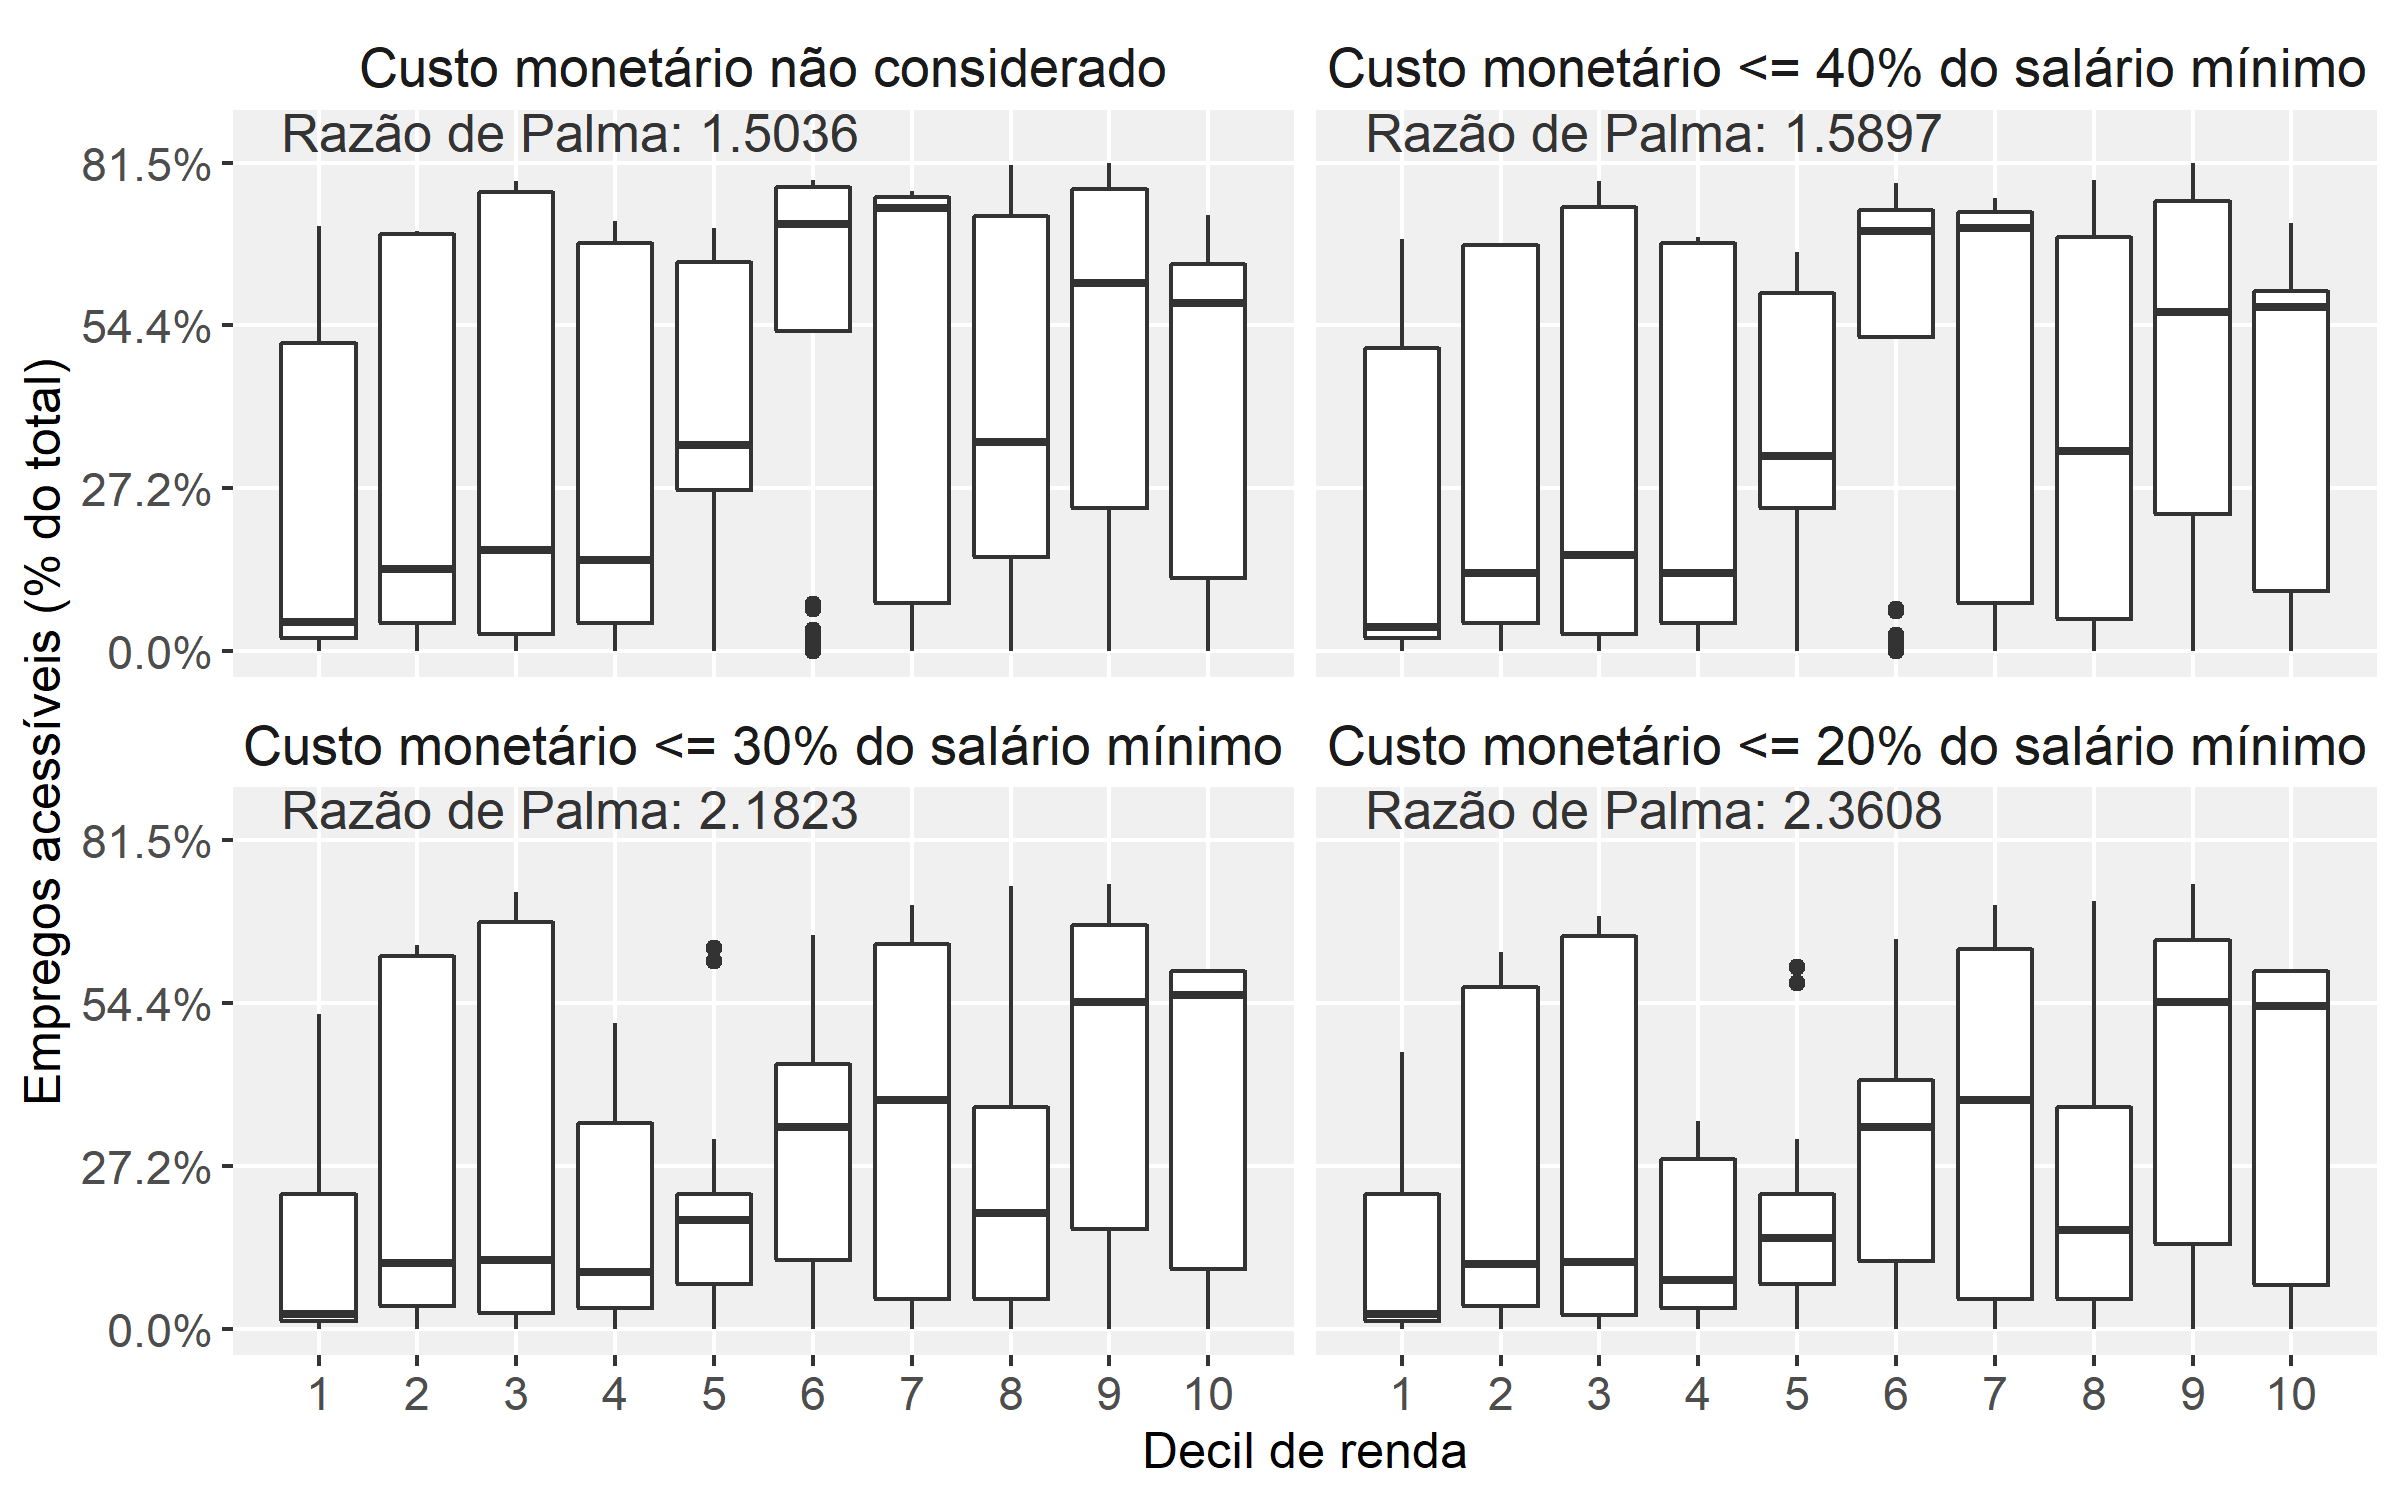 Custo monetário não considerado
Custo monetário <= 40% do salário mínimo
Razão de Palma: 1.5036
Razão de Palma: 1.5897
81.5%
54.4%
27.2%
0.0%
Custo monetário <= 30% do salário mínimo
Custo monetário <= 20% do salário mínimo
Razão de Palma: 2.1823
Razão de Palma: 2.3608
81.5%
54.4%
27.2%
0.0%
Empregos acessíveis (% do total)
1 2 3 4 5 6 7 8 9 10
1 2 3 4 5 6 7 8 9 10
Decil de renda